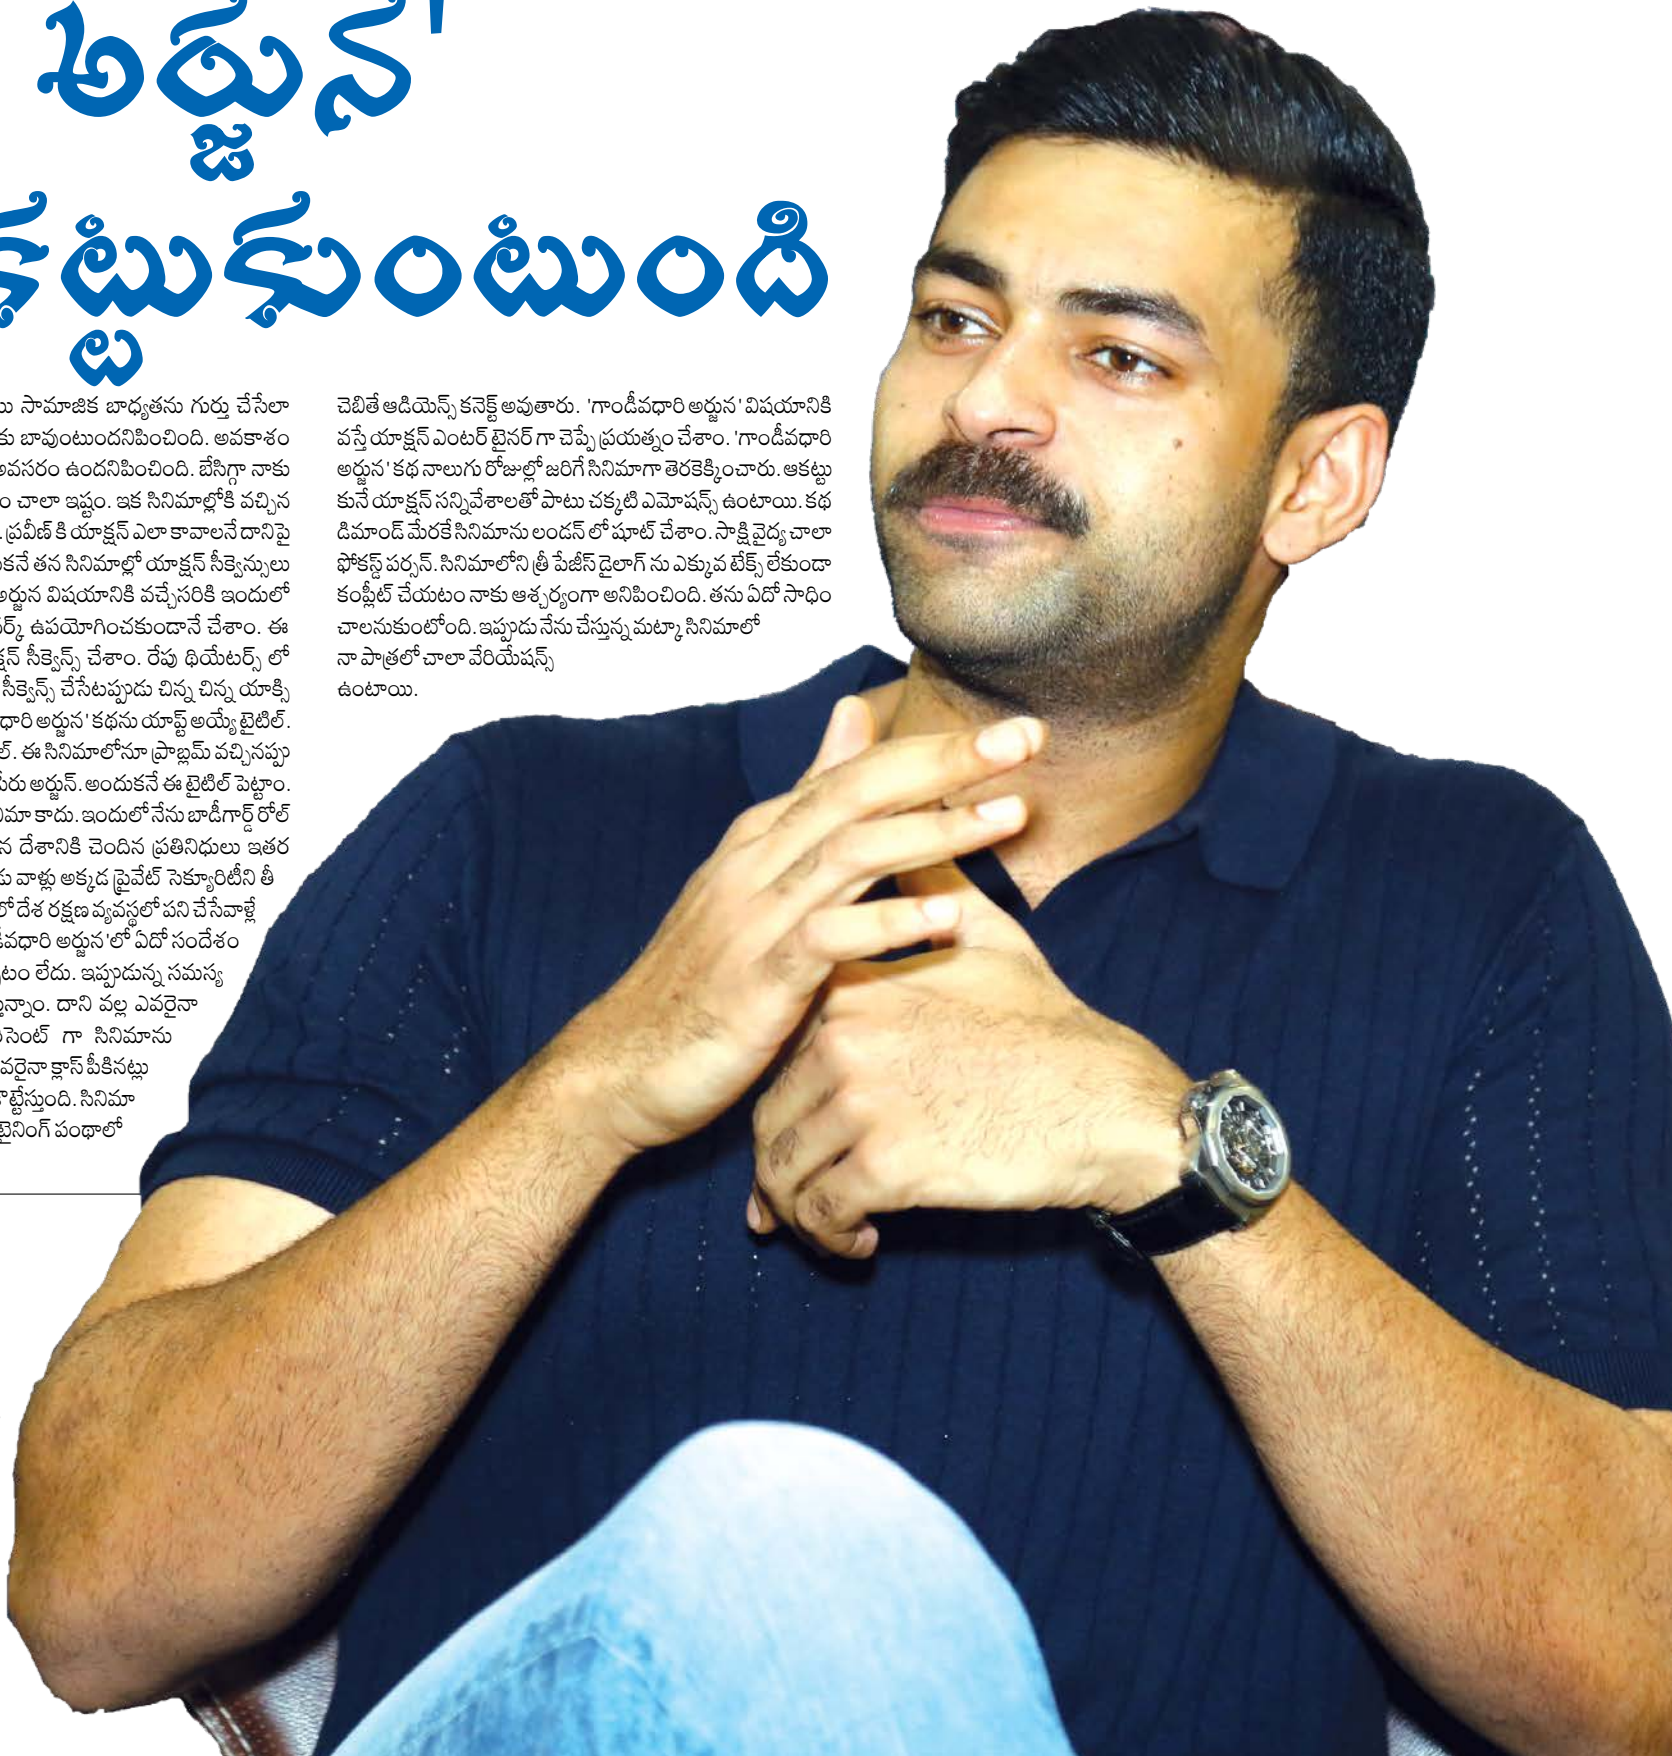 అర్జున'
కట్టుకుంటుంది
సామాజిక బాధ్యతను గుర్తు చేసేలా
కు బావుంటుందనిపించింది. అవకాశం
అవసరం ఉందనిపించింది. బేసిగ్గా నాకు
చాలా ఇష్టం. ఇక సినిమాల్లోకి వచ్చిన
. ప్రవీణ్ కి యాక్షన్ ఎలా కావాలనే దానిపై
కనే తన సినిమాల్లో యాక్షన్ సీక్వెన్సులు
అర్జున విషయానికి వచ్చేసరికి ఇందులో
ర్క్ ఉపయోగించకుండానే చేశాం. ఈ
క్షన్ సీక్వెన్స్ చేశాం. రేపు థియేటర్స్ లో
సీక్వెన్స్ చేసేటప్పుడు చిన్న చిన్న యాక్సి
ధారి అర్జున' కథను యాప్ట్ అయ్యే టైటిల్.
ల్. ఈ సినిమాలోనూ ప్రాబ్లమ్ వచ్చినప్పు
పేరు అర్జున్. అందుకనే ఈ టైటిల్ పెట్టాం.
నిమా కాదు. ఇందులో నేను బాడీగార్డ్ రోల్
న దేశానికి చెందిన ప్రతినిధులు ఇతర
డు వాళ్లు అక్కడ ప్రైవేట్ సెక్యూరిటీని తీ
లో దేశ రక్షణ వ్యవస్థలో పని చేసేవాళ్లే
డీవధారి అర్జున'లో ఏదో సందేశం
టం లేదు. ఇప్పుడున్న సమస్య
స్తున్నాం. దాని వల్ల ఎవరైనా
సెంట్ గా సినిమాను
వరైనా క్లాస్ పీకినట్లు
కొట్టేస్తుంది. సినిమా
టైనింగ్ పంథాలో
చెబితే ఆడియెన్స్ కనెక్ట్ అవుతారు. 'గాండీవధారి అర్జున' విషయానికి
వస్తే యాక్షన్ ఎంటర్ టైనర్ గా చెప్పే ప్రయత్నం చేశాం. 'గాండీవధారి
అర్జున' కథ నాలుగు రోజుల్లో జరిగే సినిమాగా తెరకెక్కించారు. ఆకట్టు
కునే యాక్షన్ సన్నివేశాలతో పాటు చక్కటి ఎమోషన్స్ ఉంటాయి. కథ
డిమాండ్ మేరకే సినిమాను లండన్ లో షూట్ చేశాం. సాక్షి వైద్య చాలా
ఫోకస్డ్ పర్సన్. సినిమాలోని త్రీ పేజీస్ డైలాగ్ ను ఎక్కువ టేక్స్ లేకుండా
కంప్లీట్ చేయటం నాకు ఆశ్చర్యంగా అనిపించింది. తను ఏదో సాధిం
చాలనుకుంటోంది. ఇప్పుడు నేను చేస్తున్న మట్కా సినిమాలో
నా పాత్రలో చాలా వేరియేషన్స్
ఉంటాయి.